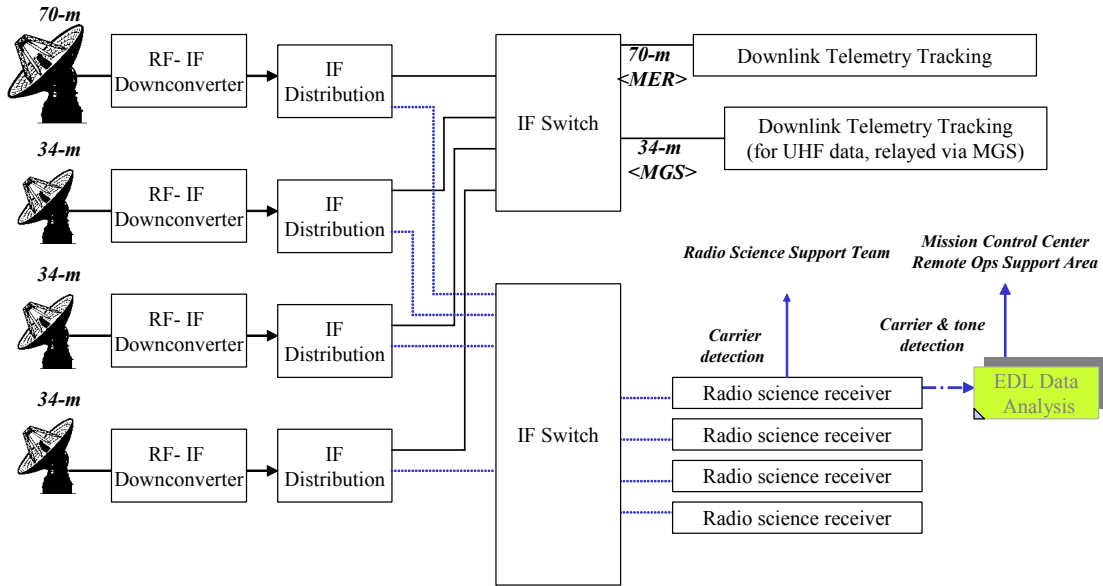 70-m
RF- IF
Downconverter
IF
Distribution
IF Switch
70-m
<MER>
Downlink Telemetry Tracking
34-m
<MGS>
Downlink Telemetry Tracking
(for UHF data, relayed via MGS)
34-m
RF- IF
Downconverter
IF
Distribution
34-m
RF- IF
Downconverter
IF
Distribution
34-m
RF- IF
Downconverter
IF
Distribution
IF Switch
Radio Science Support Team
Mission Control Center
Remote Ops Support Area
Carrier
detection
Carrier & tone
detection
Radio science receiver
EDL Data
Analysis
Radio science receiver
Radio science receiver
Radio science receiver